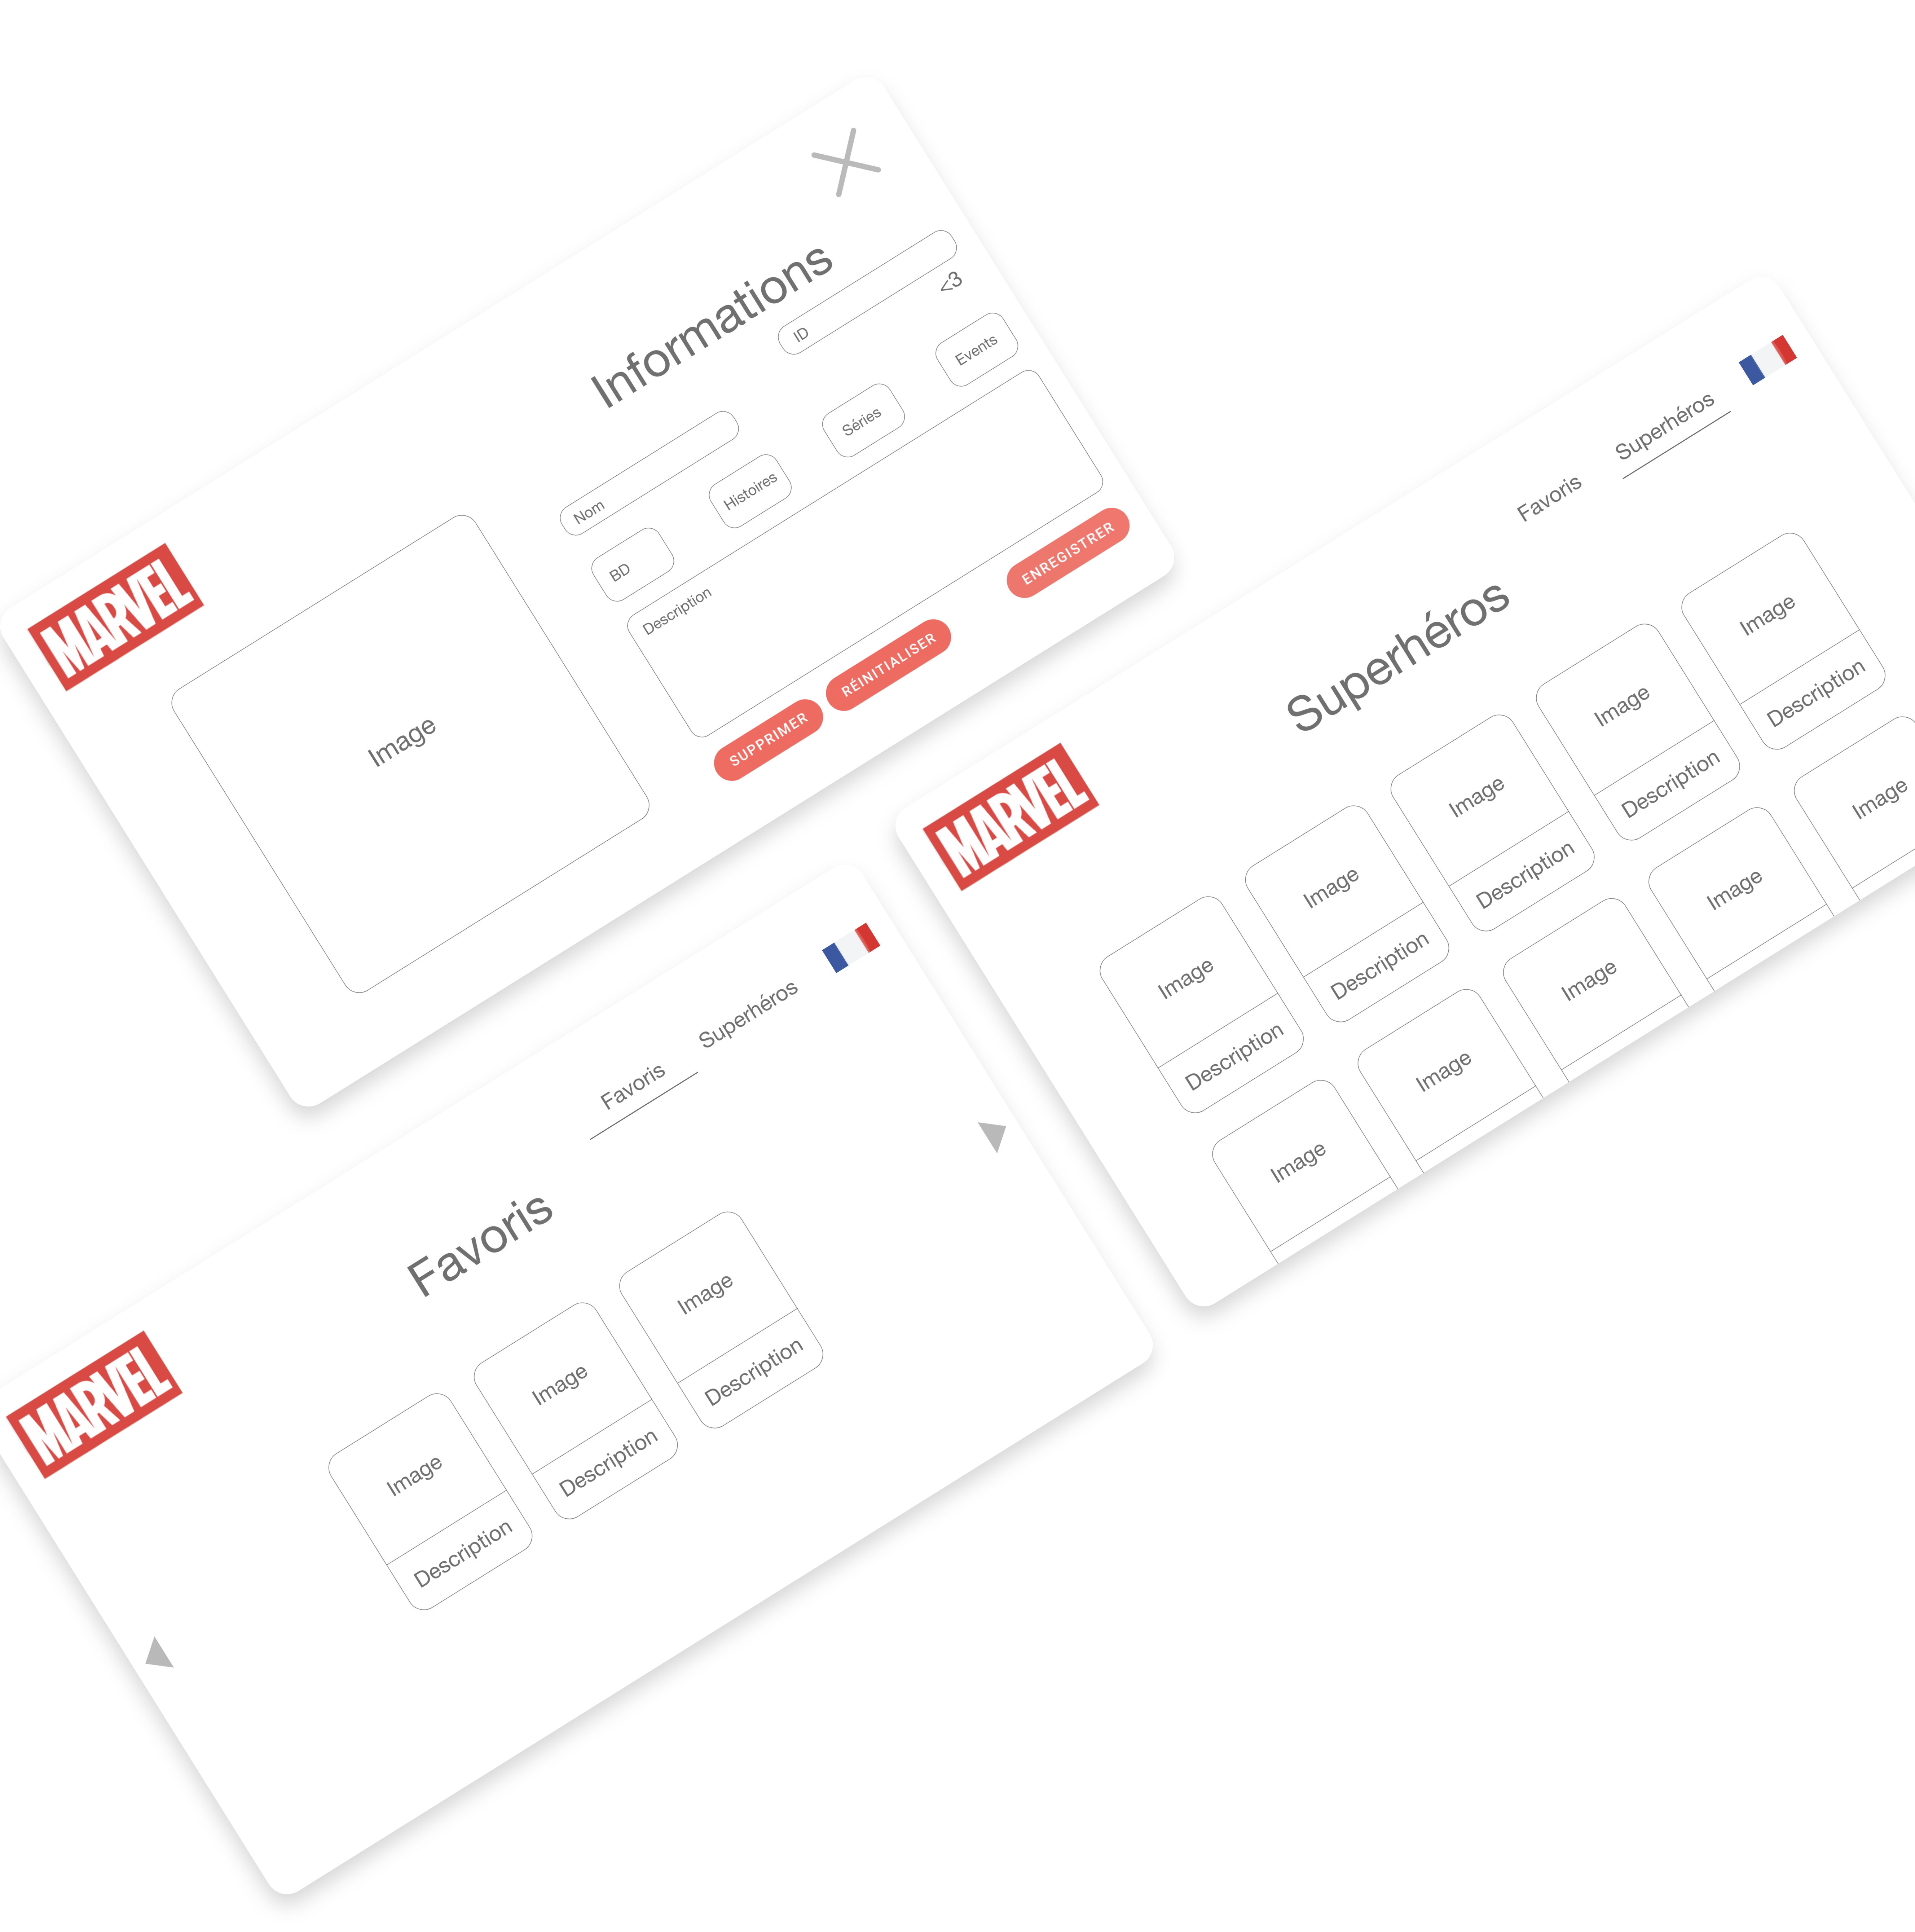 MARVEL
Informations
Image
Nom
ID
<3
BD
Histoires
Séries
Events
Description
SUPPRIMER
RÉINITIALISER
ENREGISTRER
MARVEL
Favoris
Superhéros
Superhéros
Image
Image
Image
Image
Image
Description
Description
Description
Description
Description
Image
Image
Image
Image
Image
MARVEL
Favoris
Superhéros
Favoris
Image
Image
Image
Description
Description
Description